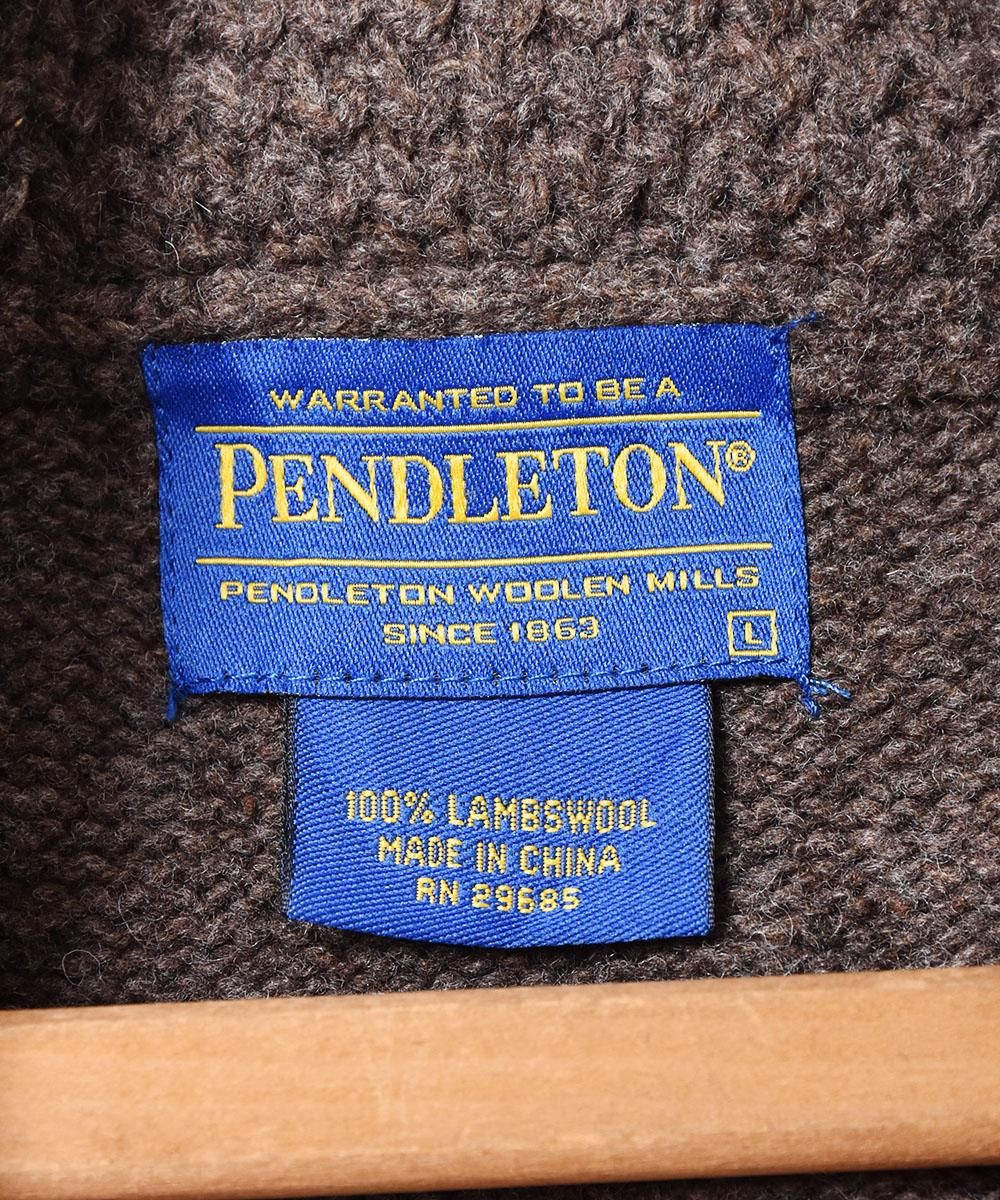 WARRANTED TO BE A
PENDLETON®
PENDLETON WOOLEN MILLS
SINCE 1863
L
100% LAMBSWOOL
MADE IN CHINA
RN 29685